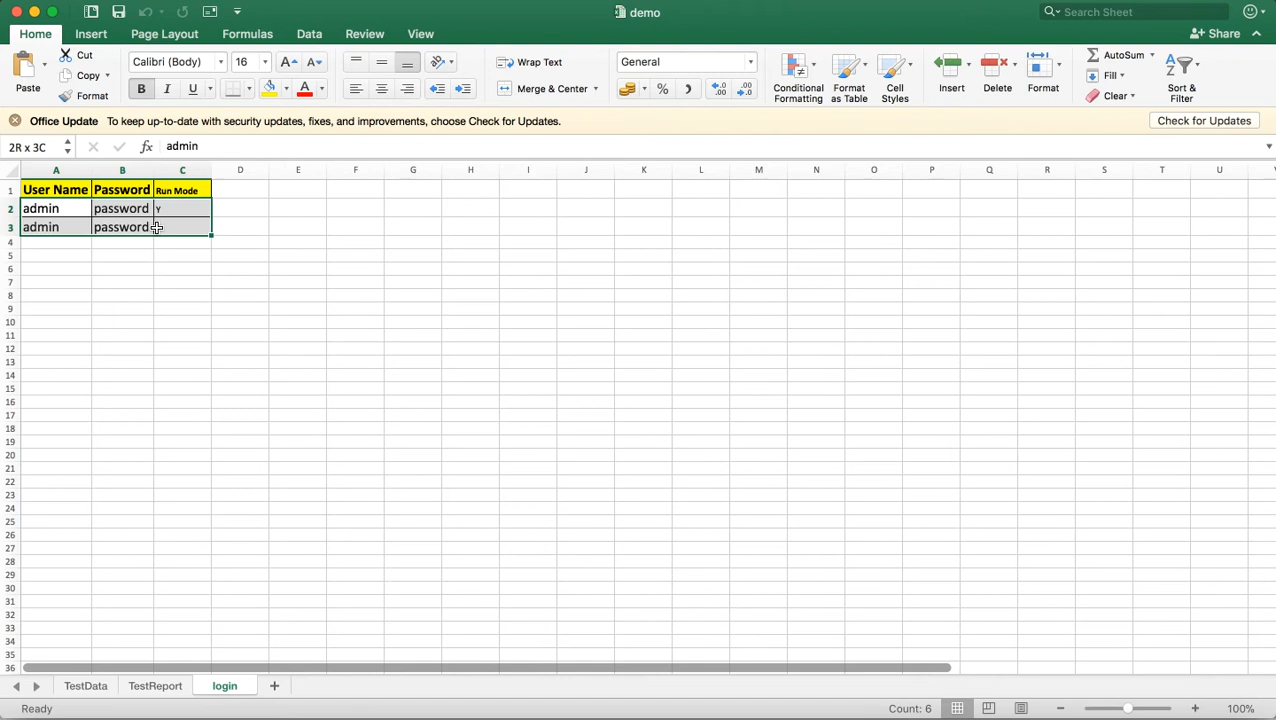 demo
Search Sheet
Home Insert Page Layout Formulas Data Review View
Share
Paste
Cut
Copy
Format
Calibri (Body) 16 A A
B I U A
ab
Wrap Text
Merge & Center
General
% .0 .00 .00 .0
Conditional Formatting
Format as Table
Cell Styles
Insert
Delete
Format
AutoSum
Fill
Clear
Sort & Filter
Office Update To keep up-to-date with security updates, fixes, and improvements, choose Check for Updates. Check for Updates
2R x 3C fx admin
A B C D E F G H I J K L M N O P Q R S T U
1 User Name Password Run Mode
2 admin password Y
3 admin password
4
5
6
7
8
9
10
11
12
13
14
15
16
17
18
19
20
21
22
23
24
25
26
27
28
29
30
31
32
33
34
35
36
TestData TestReport login +
Ready Count: 6 100%